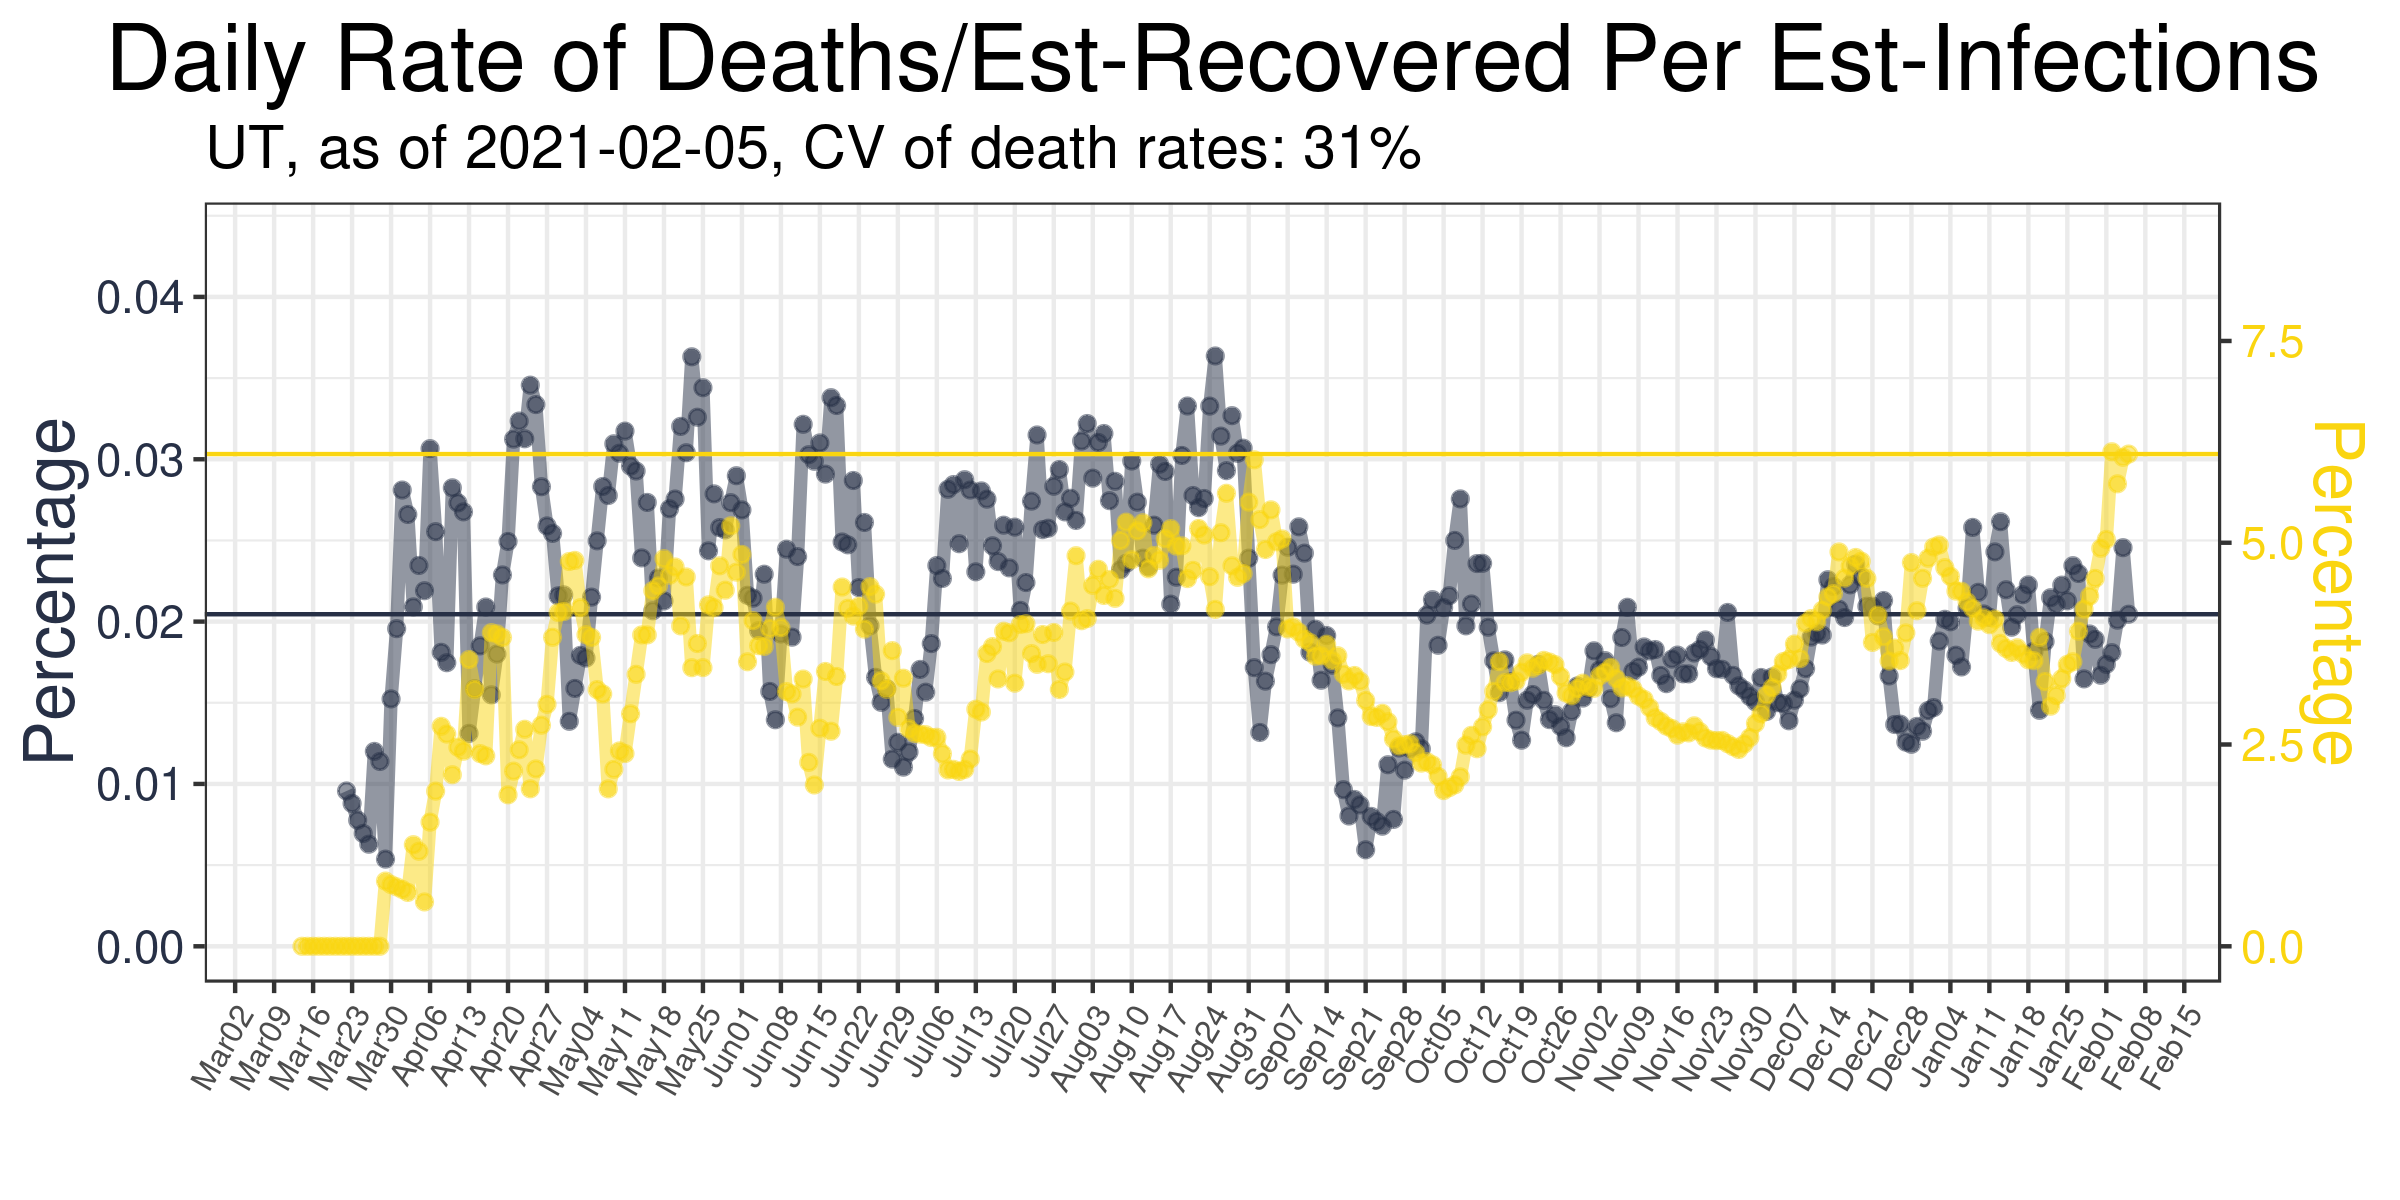 Daily Rate of Deaths/Est-Recovered Per Est-Infections
UT, as of 2021-02-05, CV of death rates: 31%
Percentage
0.04
0.03
0.02
0.01
0.00
7.5
5.0
2.5
0.0
Percentage
Mar02 Mar09 Mar16 Mar23 Mar30 Apr06 Apr13 Apr20 Apr27 May04 May11 May18 May25 Jun01 Jun08 Jun15 Jun22 Jun29 Jul06 Jul13 Jul20 Jul27 Aug03 Aug10 Aug17 Aug24 Aug31 Sep07 Sep14 Sep21 Sep28 Oct05 Oct12 Oct19 Oct26 Nov02 Nov09 Nov16 Nov23 Nov30 Dec07 Dec14 Dec21 Dec28 Jan04 Jan11 Jan18 Jan25 Feb01 Feb08 Feb15